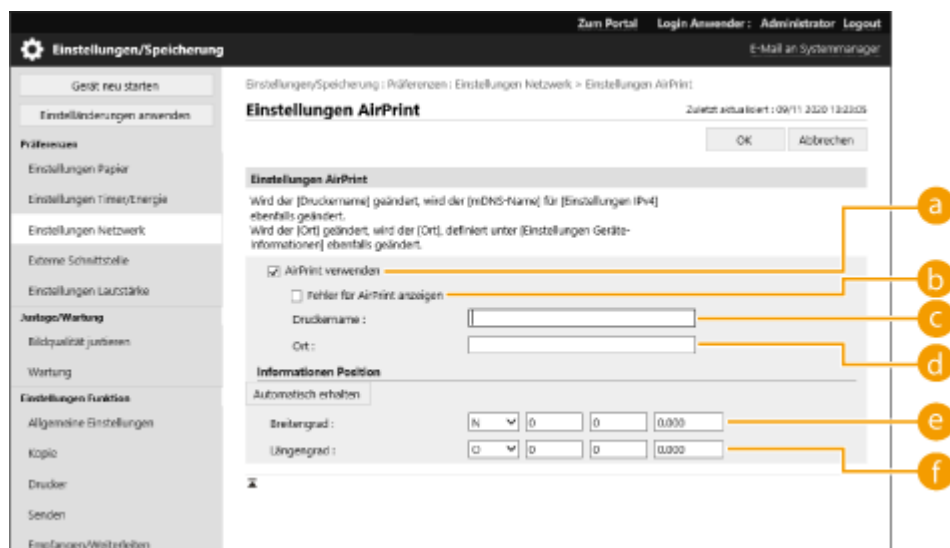 Zum Portal Login Anwender : Administrator Logout
Einstellungen/Speicherung
E-Mail an Systemmanager
Gerät neu starten
Einstelländerungen anwenden
Präferenzen
Einstellungen Papier
Einstellungen Timer/Energie
Einstellungen Netzwerk
Externe Schnittstelle
Einstellungen Lautstärke
Justage/Wartung
Bildqualität justieren
Wartung
Einstellungen Funktion
Allgemeine Einstellungen
Kopie
Drucker
Senden
Empfangen/Weiterleiten
Einstellungen/Speicherung : Präferenzen : Einstellungen Netzwerk > Einstellungen AirPrint
Einstellungen AirPrint
Zuletzt aktualisiert : 09/11 2020 13:23:05
OK Abbrechen
Einstellungen AirPrint
Wird der [Druckername] geändert, wird der [mDNS-Name] für [Einstellungen IPv4]
ebenfalls geändert.
Wird der [Ort] geändert, wird der [Ort], definiert unter [Einstellungen Geräte-
Informationen] ebenfalls geändert.
AirPrint verwenden
a
Fehler für AirPrint anzeigen
b
Druckername :
c
Ort :
d
Informationen Position
Automatisch erhalten
Breitengrad : N 0 0 0.000
e
Längengrad : O 0 0 0.000
f